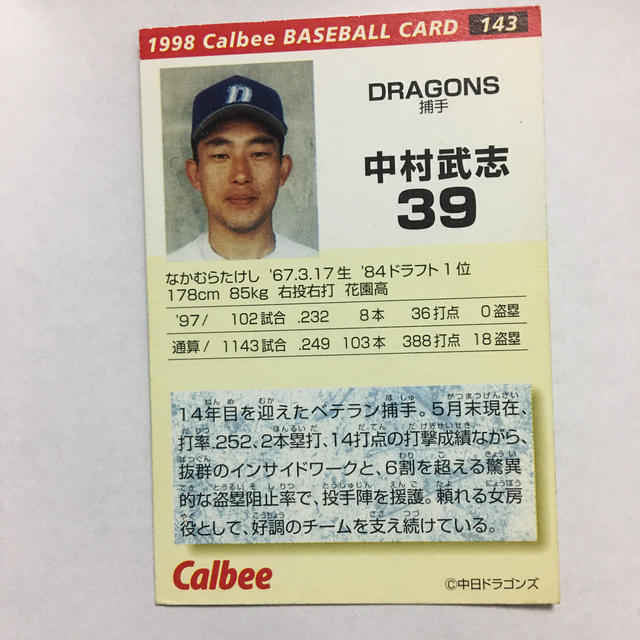 1998 Calbee BASEBALL CARD 143
DRAGONS
捕手
中村武志
39
なかむらたけし '67.3.17生 '84ドラフト1位
178cm 85kg 右投右打 花園高
'97/ 102試合 .232 8本 36打点 0盗塁
通算/ 1143試合 .249 103本 388打点 18盗塁
14年目を迎えたベテラン捕手。5月末現在、
打率.252、2本塁打、14打点の打撃成績ながら、
抜群のインサイドワークと、6割を超える驚異
的な盗塁阻止率で、投手陣を援護。頼れる女房
役として、好調のチームを支え続けている。
Calbee
©中日ドラゴンズ